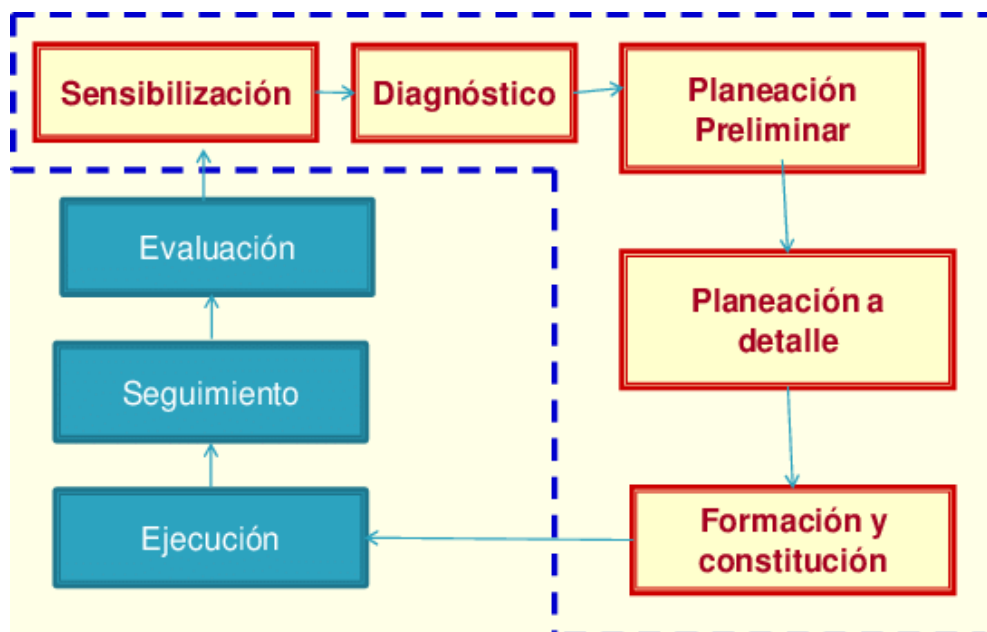 Sensibilización
Diagnóstico
Planeación
Preliminar
Planeación a
detalle
Formación y
constitución
Ejecución
Seguimiento
Evaluación